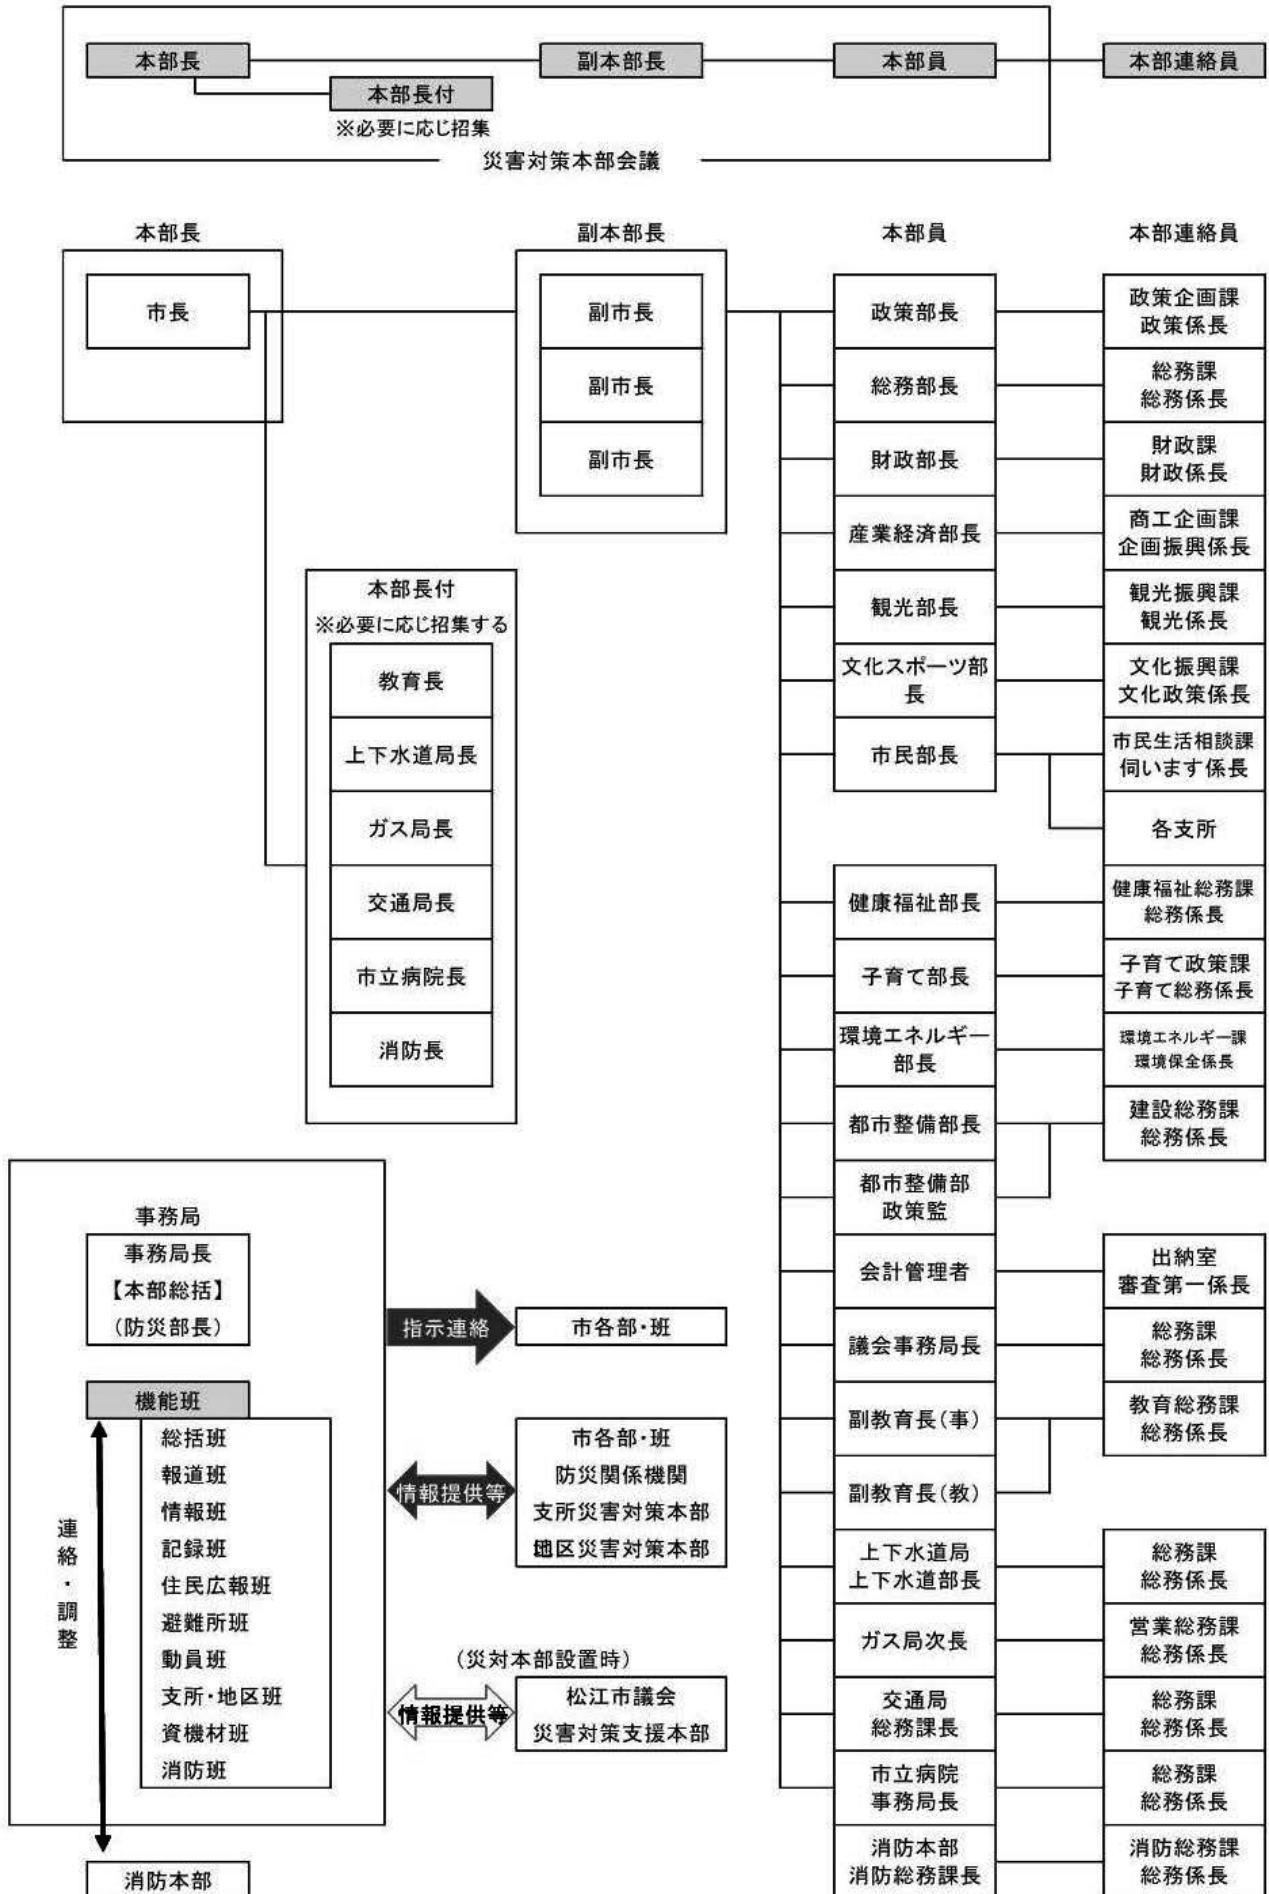 本部長
副本部長
本部員
本部連絡員
本部長付
※必要に応じ招集
災害対策本部会議
本部長
市長
副本部長
副市長
副市長
副市長
本部長付
※必要に応じ招集する
教育長
上下水道局長
ガス局長
交通局長
市立病院長
消防長
本部員
政策部長
総務部長
財政部長
産業経済部長
観光部長
文化スポーツ部
長
市民部長
健康福祉部長
子育て部長
環境エネルギー
部長
都市整備部長
都市整備部
政策監
会計管理者
議会事務局長
副教育長(事)
副教育長(教)
上下水道局
上下水道部長
ガス局次長
交通局
総務課長
市立病院
事務局長
消防本部
消防総務課長
本部連絡員
政策企画課
政策係長
総務課
総務係長
財政課
財政係長
商工企画課
企画振興係長
観光振興課
観光係長
文化振興課
文化政策係長
市民生活相談課
伺います係長
各支所
健康福祉総務課
総務係長
子育て政策課
子育て総務係長
環境エネルギー課
環境保全係長
建設総務課
総務係長
出納室
審査第一係長
総務課
総務係長
教育総務課
総務係長
総務課
総務係長
営業総務課
総務係長
総務課
総務係長
総務課
総務係長
消防総務課
総務係長
事務局
事務局長
【本部総括】
(防災部長)
機能班
総括班
報道班
情報班
記録班
住民広報班
避難所班
動員班
支所・地区班
資機材班
消防班
連絡・調整
消防本部
指示連絡
市各部・班
情報提供等
市各部・班
防災関係機関
支所災害対策本部
地区災害対策本部
(災対本部設置時)
情報提供等
松江市議会
災害対策支援本部